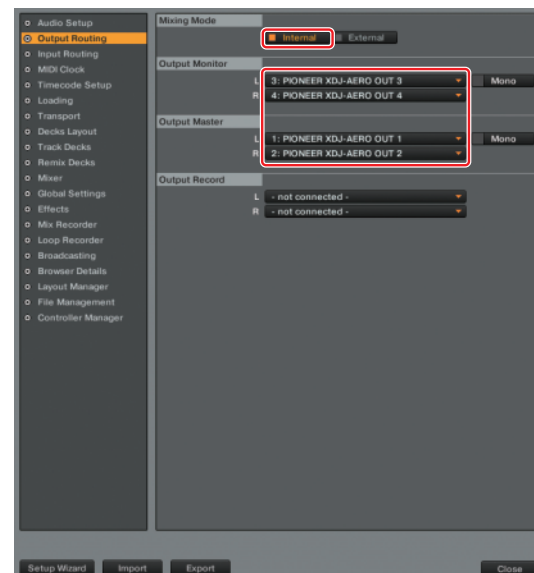 Audio Setup
Output Routing
Input Routing
MIDI Clock
Timecode Setup
Loading
Transport
Decks Layout
Track Decks
Remix Decks
Mixer
Global Settings
Effects
Mix Recorder
Loop Recorder
Broadcasting
Browser Details
Layout Manager
File Management
Controller Manager
Mixing Mode
Internal External
Output Monitor
L 3: PIONEER XDJ-AERO OUT 3 Mono
R 4: PIONEER XDJ-AERO OUT 4
Output Master
L 1: PIONEER XDJ-AERO OUT 1 Mono
R 2: PIONEER XDJ-AERO OUT 2
Output Record
L - not connected -
R - not connected -
Setup Wizard Import Export Close